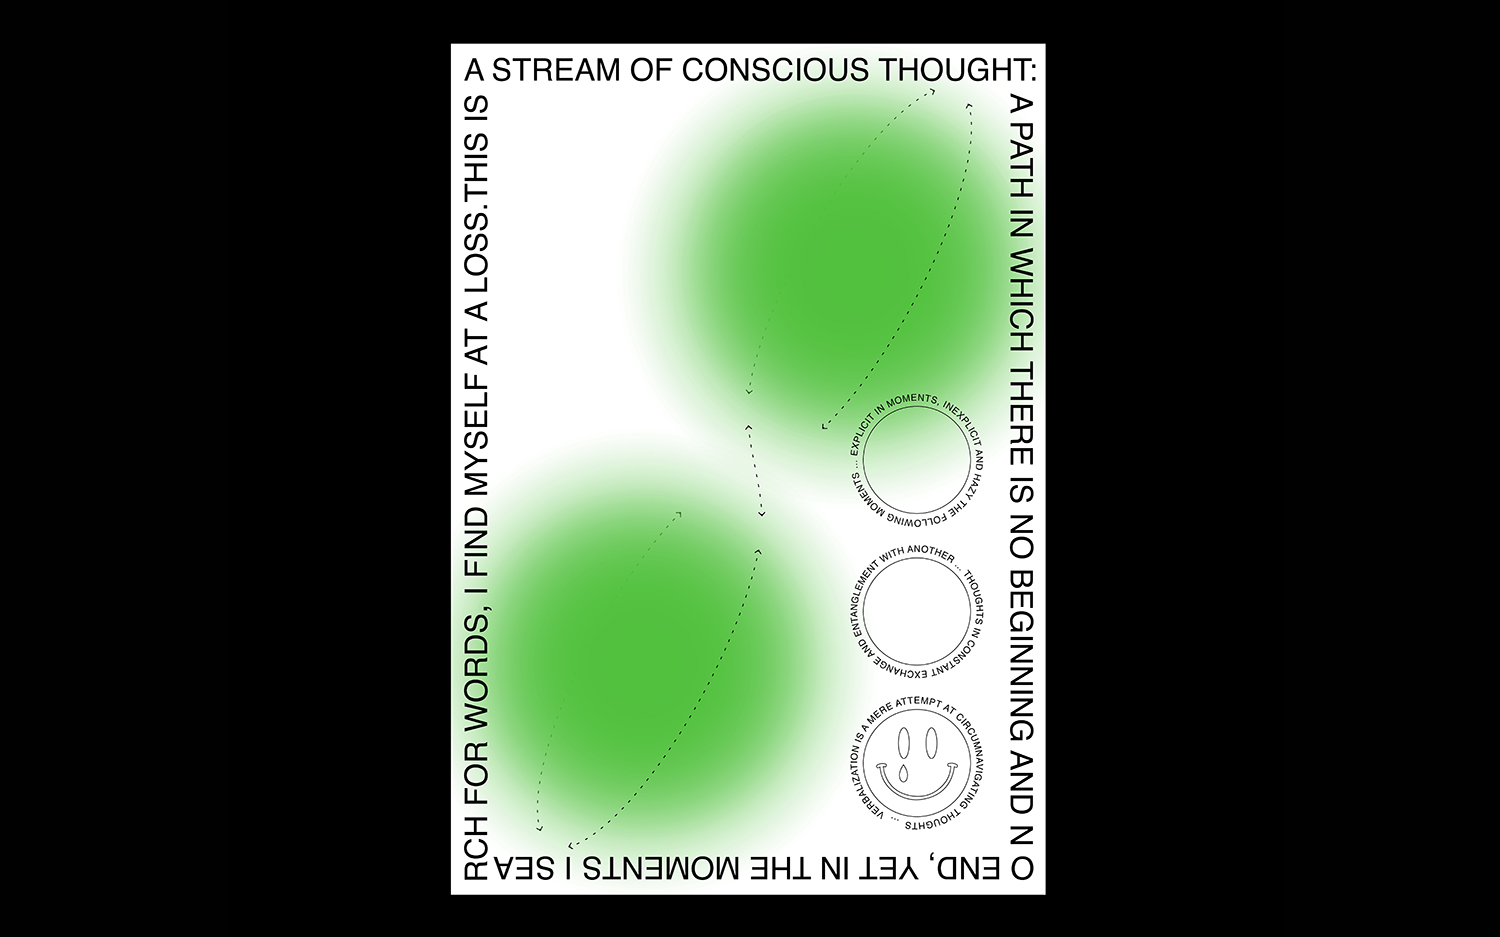 A STREAM OF CONSCIOUS THOUGHT:
A PATH IN WHICH THERE IS NO BEGINNING AND N
O END, YET IN THE MOMENTS I SEA
RCH FOR WORDS, I FIND MYSELF AT A LOSS.THIS IS
EXPLICIT IN MOMENTS, INEXPLICIT AND HAZY THE FOLLOWING MOMENTS ...
THOUGHTS IN CONSTANT EXCHANGE AND ENTANGLEMENT WITH ANOTHER ...
VERBALIZATION IS A MERE ATTEMPT AT CIRCUMNAVIGATING THOUGHTS ...